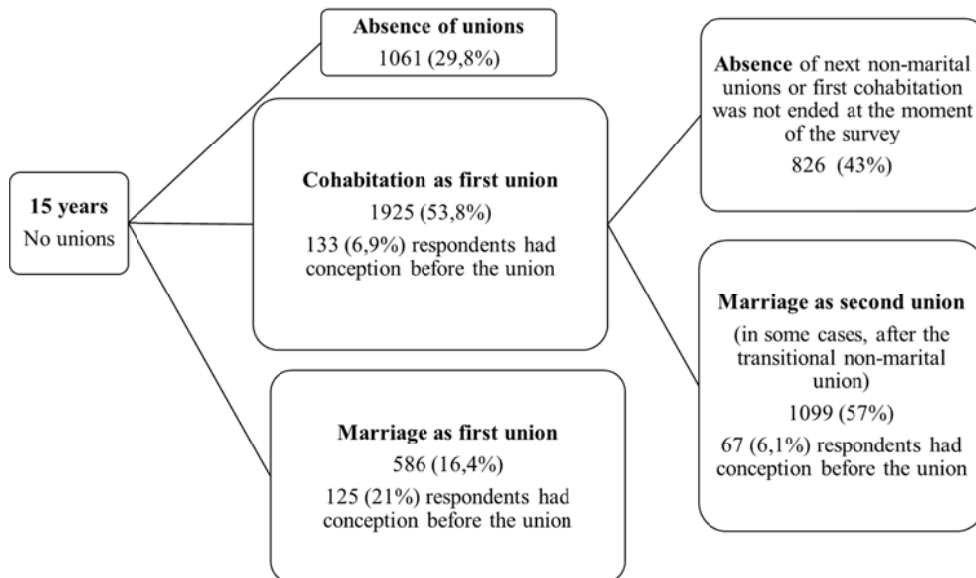 15 years
No unions
Absence of unions
1061 (29,8%)
Cohabitation as first union
1925 (53,8%)
133 (6,9%) respondents had
conception before the union
Marriage as first union
586 (16,4%)
125 (21%) respondents had
conception before the union
Absence of next non-marital
unions or first cohabitation
was not ended at the moment
of the survey
826 (43%)
Marriage as second union
(in some cases, after the
transitional non-marital
union)
1099 (57%)
67 (6,1%) respondents had
conception before the union